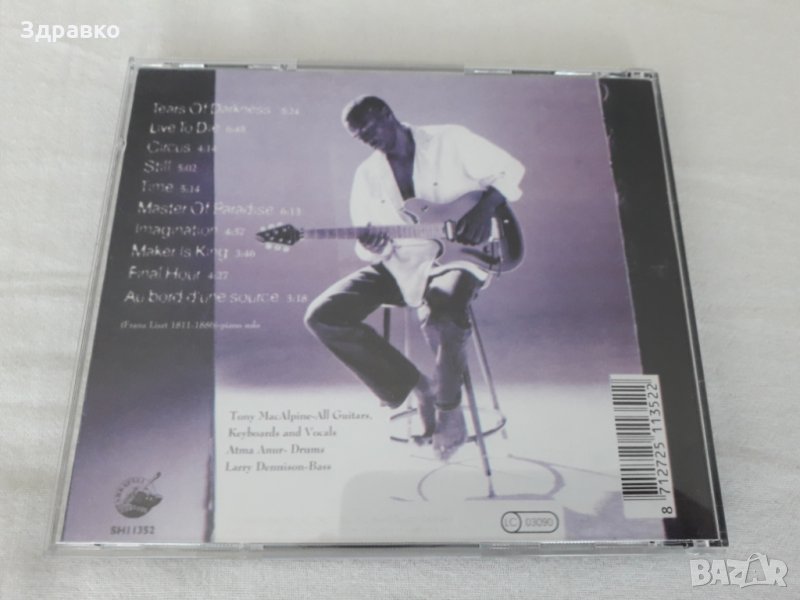 Здравко
Tears Of Darkness 5:24
Live To Die 6:48
Circus 4:14
Still 5:02
Time 5:14
Master Of Paradise 6:13
Imagination 4:52
Maker Is King 3:40
Final Hour 4:27
Au bord d'une source 3:18
(Franz Liszt 1811-1886)-piano solo
Tony MacAlpine-All Guitars,
Keyboards and Vocals
Atma Anur- Drums
Larry Dennison-Bass
SH11352
LC 03090
8 712725 113522
BAZAR